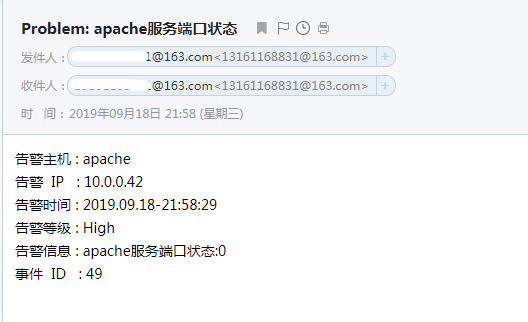 Problem: apache服务端口状态
发件人： 1@163.com<13161168831@163.com> +
收件人： 1@163.com<13161168831@163.com> +
时 间：2019年09月18日 21:58 (星期三)
告警主机：apache
告警 IP ：10.0.0.42
告警时间：2019.09.18-21:58:29
告警等级：High
告警信息：apache服务端口状态:0
事件 ID ：49